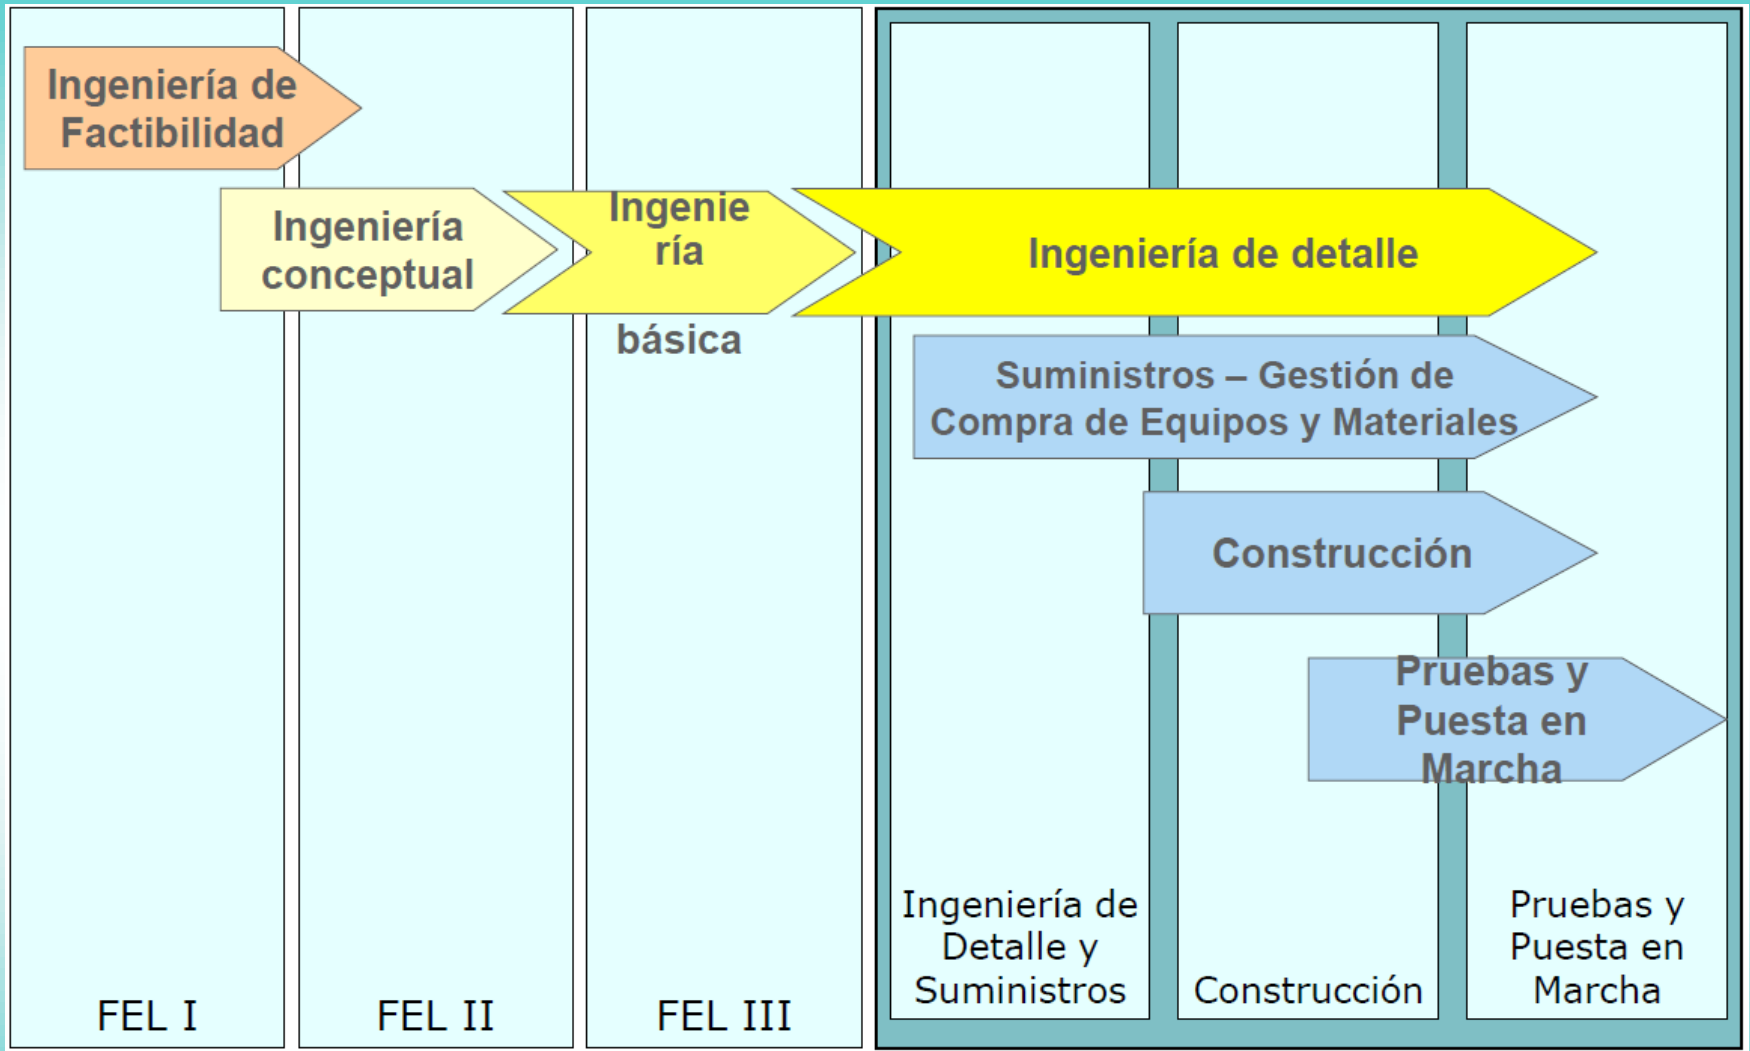 Ingeniería de
Factibilidad
Ingeniería
conceptual
Ingenie
ría
básica
Ingeniería de detalle
Suministros – Gestión de
Compra de Equipos y Materiales
Construcción
Pruebas y
Puesta en
Marcha
FEL I
FEL II
FEL III
Ingeniería de
Detalle y
Suministros
Construcción
Pruebas y
Puesta en
Marcha